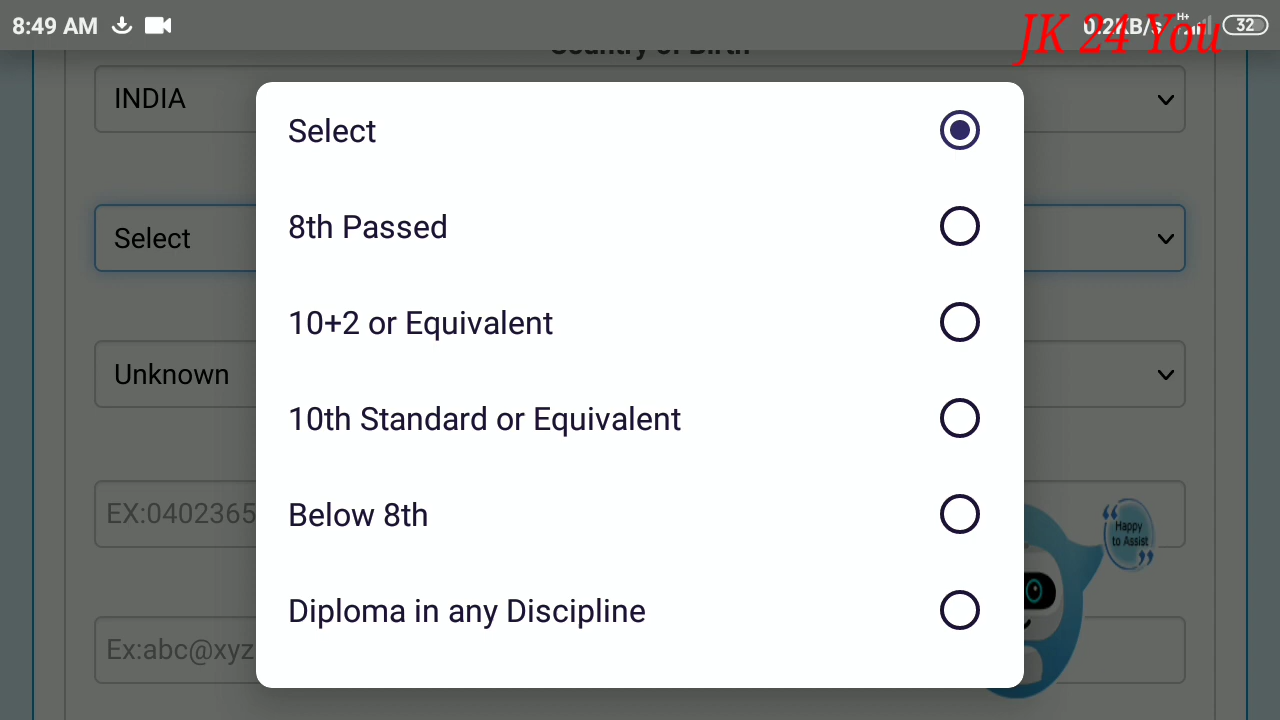 8:49 AM
0.2KB/s H+ 32
JK 24 You
Country of Birth
INDIA
Select
Select
8th Passed
Unknown
10+2 or Equivalent
10th Standard or Equivalent
EX:0402365
Below 8th
Happy
to Assist
Diploma in any Discipline
Ex:abc@xyz